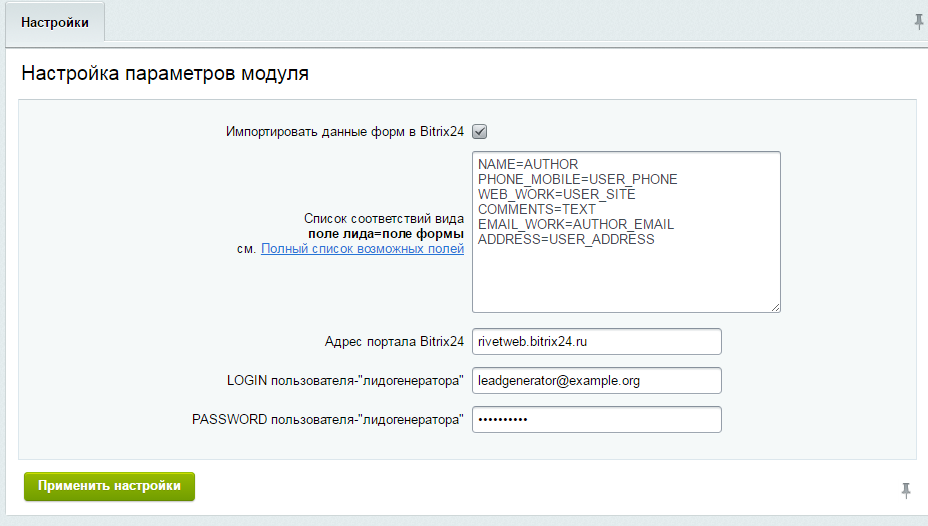 Настройки
Настройка параметров модуля
Импортировать данные форм в Bitrix24
Список соответствий вида
поле лида=поле формы
см. Полный список возможных полей
NAME=AUTHOR
PHONE_MOBILE=USER_PHONE
WEB_WORK=USER_SITE
COMMENTS=TEXT
EMAIL_WORK=AUTHOR_EMAIL
ADDRESS=USER_ADDRESS
Адрес портала Bitrix24 rivetweb.bitrix24.ru
LOGIN пользователя-"лидогенератора" leadgenerator@example.org
PASSWORD пользователя-"лидогенератора" ••••••••••
Применить настройки